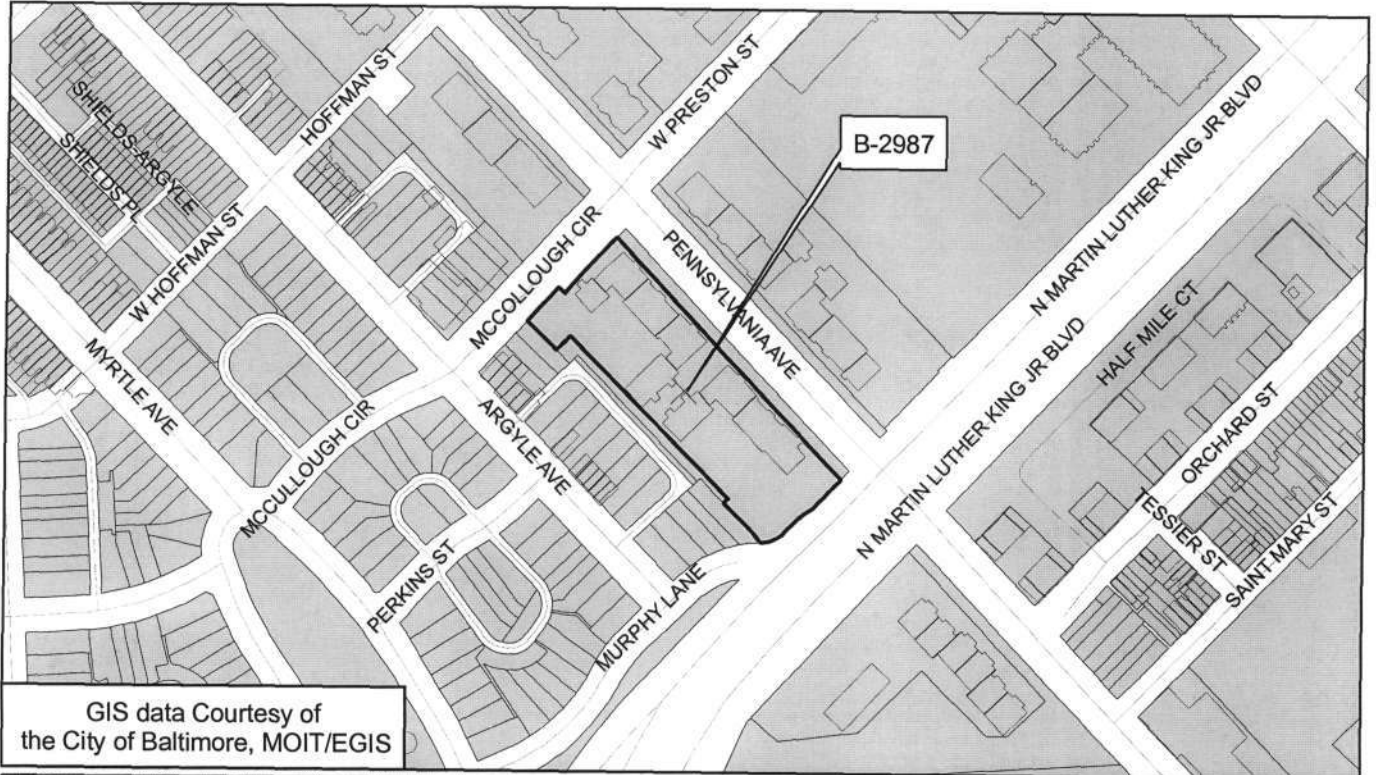 HOFFMAN ST
W PRESTON ST
SHIELDS-ARGYLE
SHIELDS PL
B-2987
N MARTIN LUTHER KING JR BLVD
W HOFFMAN ST
MCCOLLOUGH CIR
PENNSYLVANIA AVE
HALF MILE CT
MYRTLE AVE
N MARTIN LUTHER KING JR BLVD
ARGYLE AVE
ORCHARD ST
MCCULLOUGH CIR
TESSIER ST
SAINT MARY ST
PERKINS ST
MURPHY LANE
GIS data Courtesy of
the City of Baltimore, MOIT/EGIS